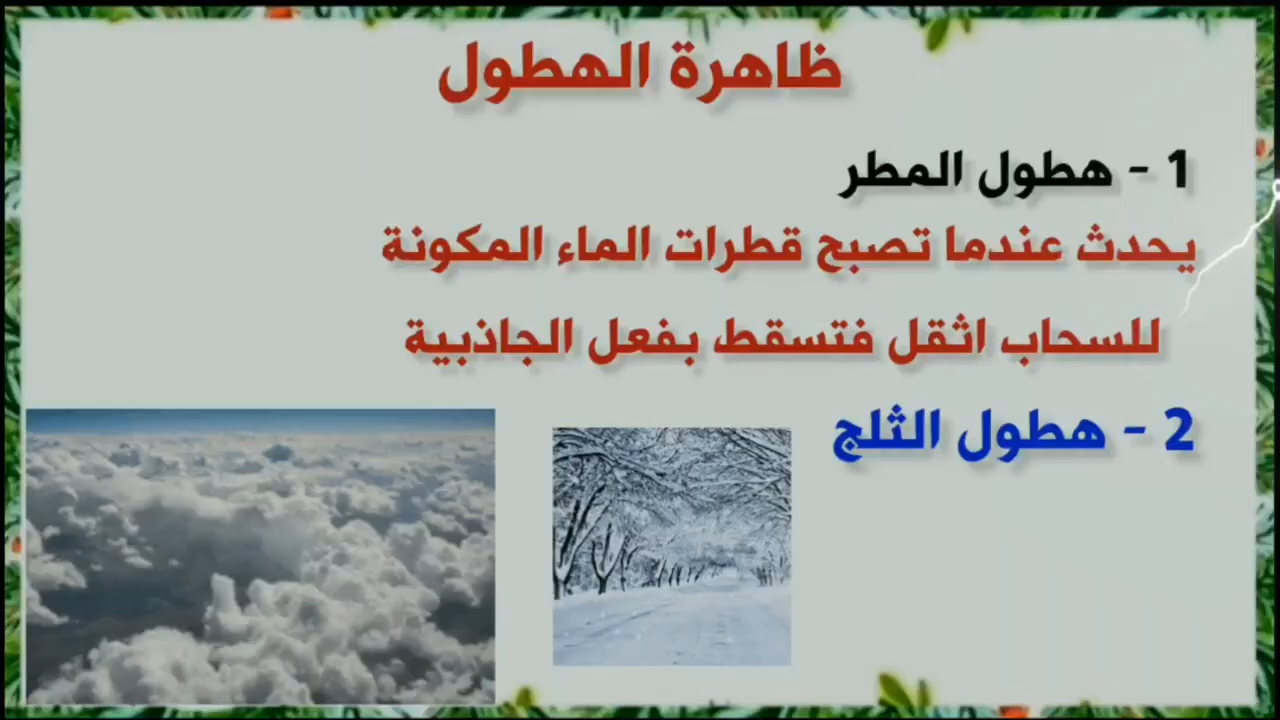 ظاهرة الهطول
1 - هطول المطر
يحدث عندما تصبح قطرات الماء المكونة
للسحاب اثقل فتسقط بفعل الجاذبية
2 - هطول الثلج